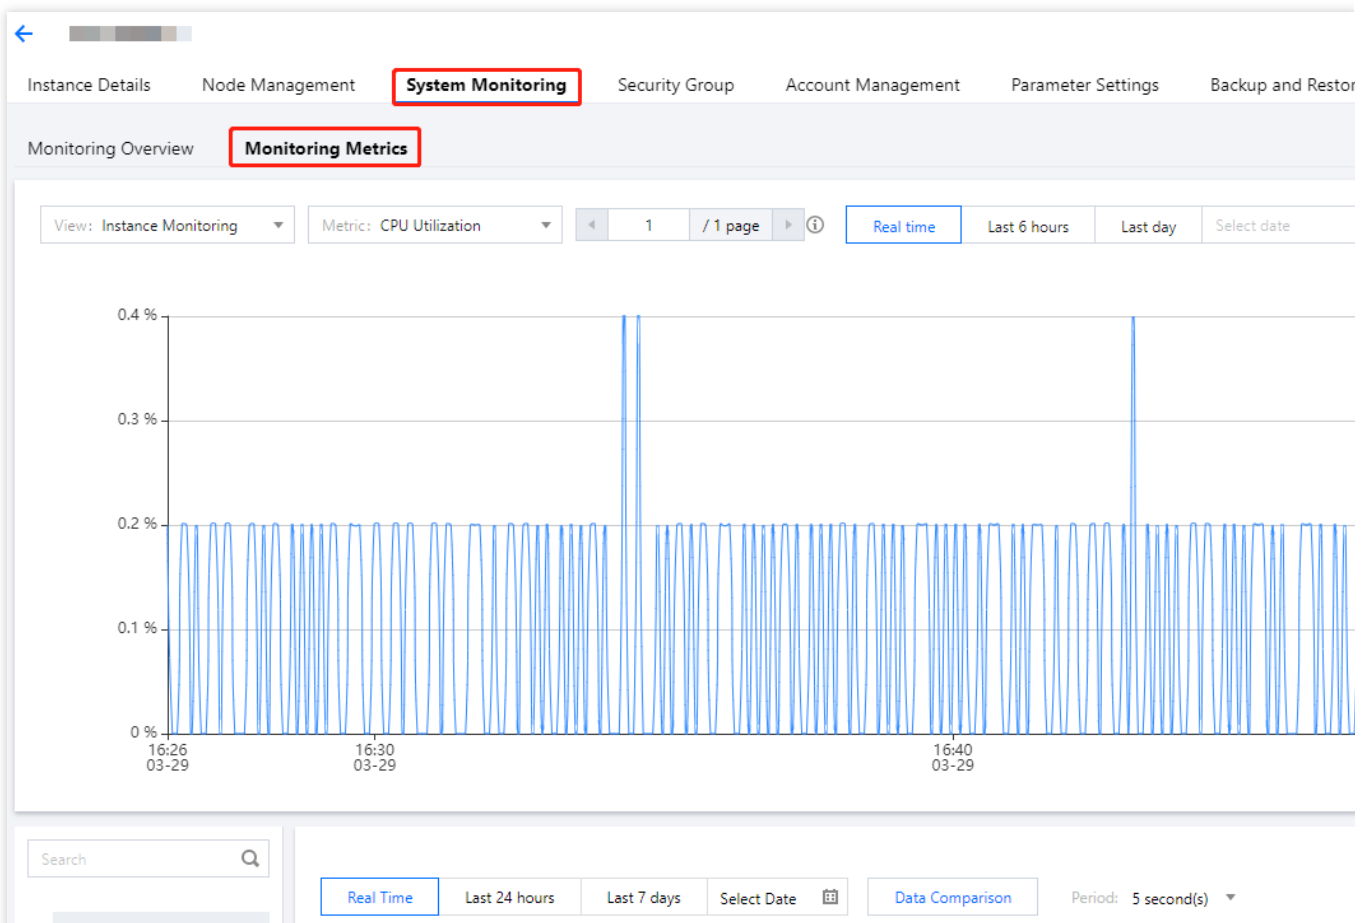 Instance Details Node Management System Monitoring Security Group Account Management Parameter Settings Backup and Restor
Monitoring Overview Monitoring Metrics
View: Instance Monitoring Metric: CPU Utilization 1 / 1 page Real time Last 6 hours Last day Select date
0.4 %
0.3 %
0.2 %
0.1 %
0 %
16:26 16:30 16:40
03-29 03-29 03-29
Search
Real Time Last 24 hours Last 7 days Select Date Data Comparison Period: 5 second(s)